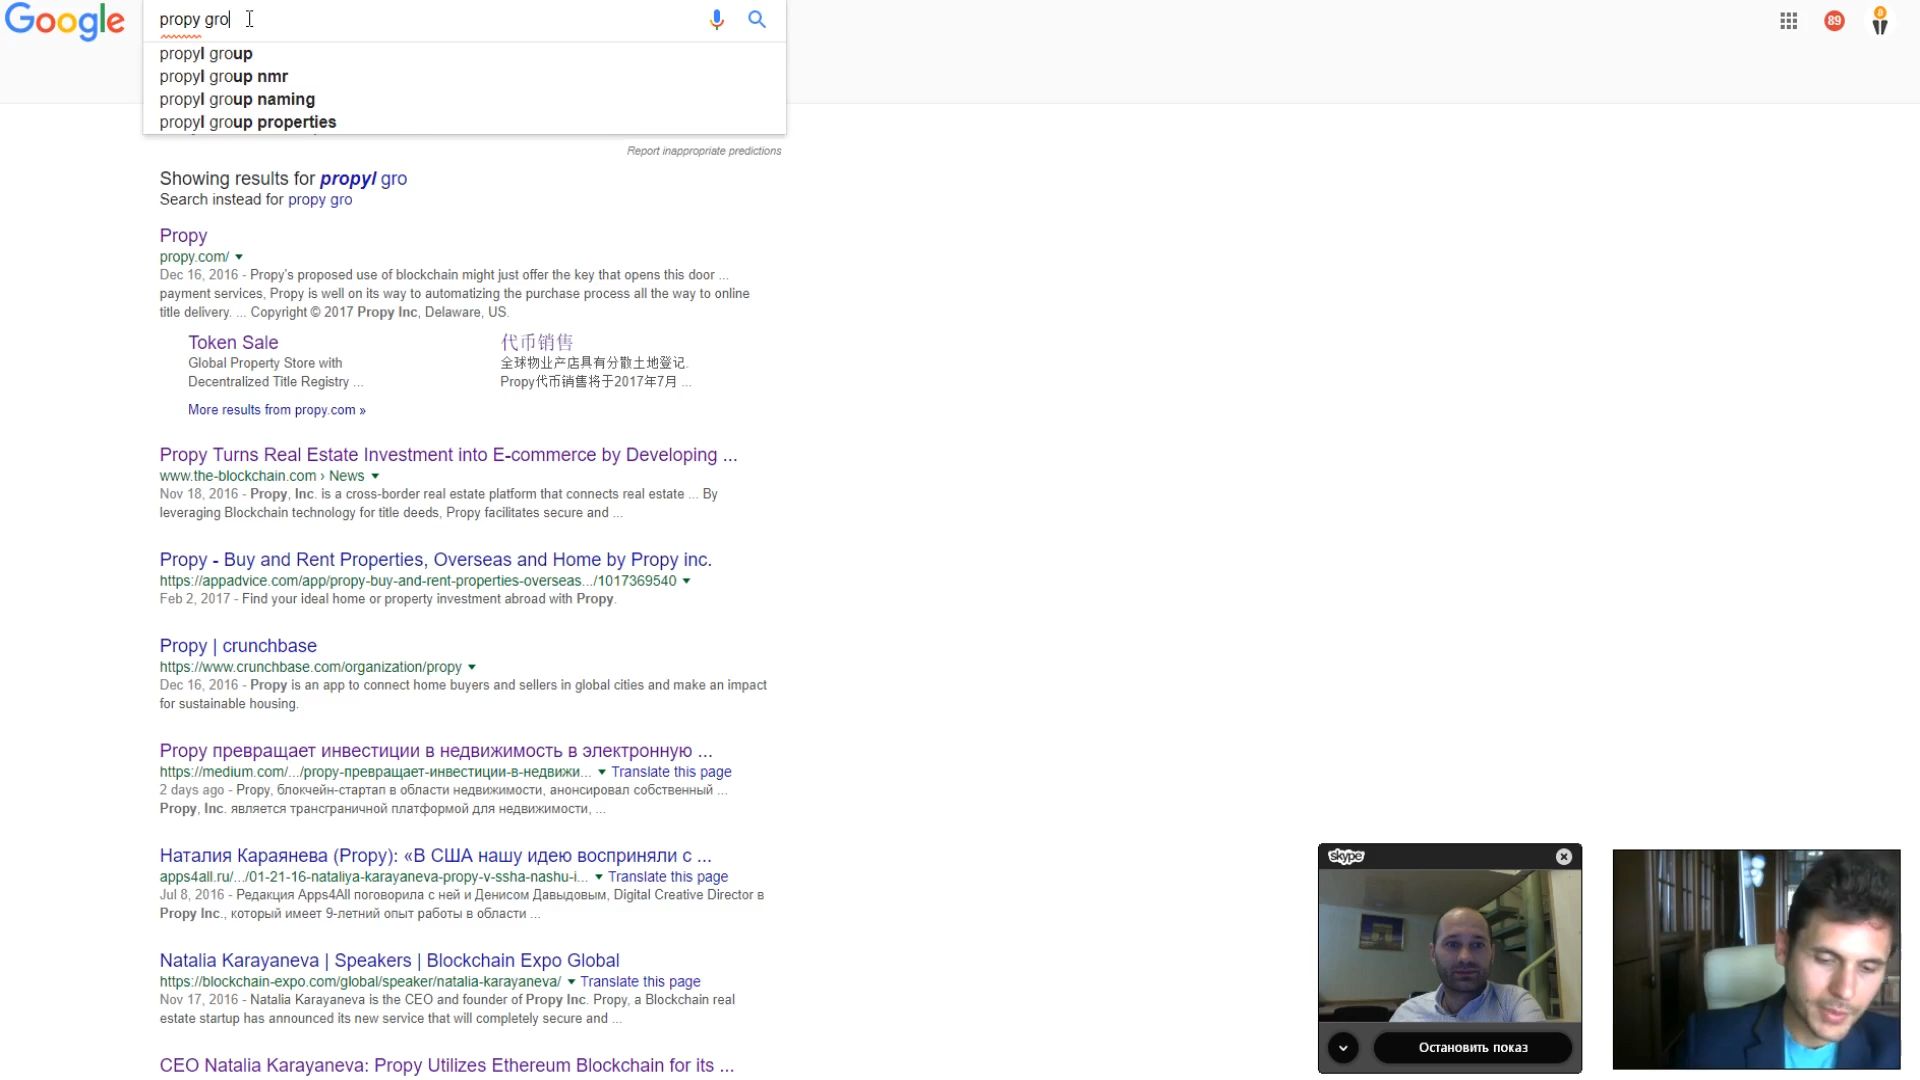 Google
propy gro
89
propyl group
propyl group nmr
propyl group naming
propyl group properties
Report inappropriate predictions
Showing results for propyl gro
Search instead for propy gro
Propy
propy.com/
Dec 16, 2016 - Propy's proposed use of blockchain might just offer the key that opens this door ...
payment services, Propy is well on its way to automatizing the purchase process all the way to online
title delivery. ... Copyright © 2017 Propy Inc, Delaware, US.
Token Sale
Global Property Store with
Decentralized Title Registry ...
代币销售
全球物业产店具有分散土地登记.
Propy代币销售将于2017年7月 ...
More results from propy.com »
Propy Turns Real Estate Investment into E-commerce by Developing ...
www.the-blockchain.com › News
Nov 18, 2016 - Propy, Inc. is a cross-border real estate platform that connects real estate ... By
leveraging Blockchain technology for title deeds, Propy facilitates secure and ...
Propy - Buy and Rent Properties, Overseas and Home by Propy inc.
https://appadvice.com/app/propy-buy-and-rent-properties-overseas.../1017369540
Feb 2, 2017 - Find your ideal home or property investment abroad with Propy.
Propy | crunchbase
https://www.crunchbase.com/organization/propy
Dec 16, 2016 - Propy is an app to connect home buyers and sellers in global cities and make an impact
for sustainable housing.
Propy превращает инвестиции в недвижимость в электронную ...
https://medium.com/.../propy-превращает-инвестиции-в-недвижи... Translate this page
2 days ago - Propy, блокчейн-стартап в области недвижимости, анонсировал собственный ...
Propy, Inc. является трансграничной платформой для недвижимости, ...
Наталия Караянева (Propy): «В США нашу идею восприняли с ...
apps4all.ru/.../01-21-16-nataliya-karayaneva-propy-v-ssha-nashu-i... Translate this page
Jul 8, 2016 - Редакция Apps4All поговорила с ней и Денисом Давыдовым, Digital Creative Director в
Propy Inc., который имеет 9-летний опыт работы в области ...
Natalia Karayaneva | Speakers | Blockchain Expo Global
https://blockchain-expo.com/global/speaker/natalia-karayaneva/ Translate this page
Nov 17, 2016 - Natalia Karayaneva is the CEO and founder of Propy Inc. Propy, a Blockchain real
estate startup has announced its new service that will completely secure and ...
CEO Natalia Karayaneva: Propy Utilizes Ethereum Blockchain for its ...
skype
Остановить показ